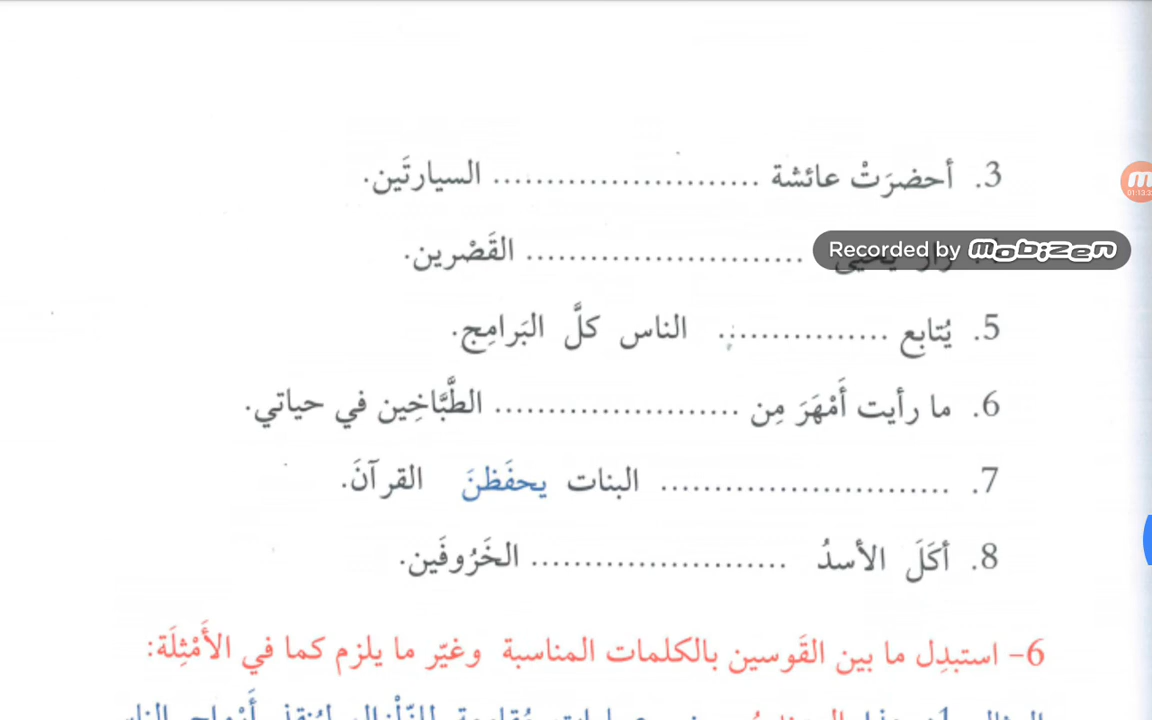 3. أحضرَتْ عائشة ......................... السيارتَين.
Recorded by mobizen
......................... القَصْرين.
5. يُتابع ................ الناس كلَّ البَرامِج.
6. ما رأيت أَمْهَرَ مِن ....................... الطَّبَّاخِين في حياتي.
7. ........................... البنات يحفَظنَ القرآنَ.
8. أكَلَ الأسدُ ........................ الخَرُوفَين.
6- استبدِل ما بين القَوسين بالكلمات المناسبة وغيّر ما يلزم كما في الأَمْثِلَة: